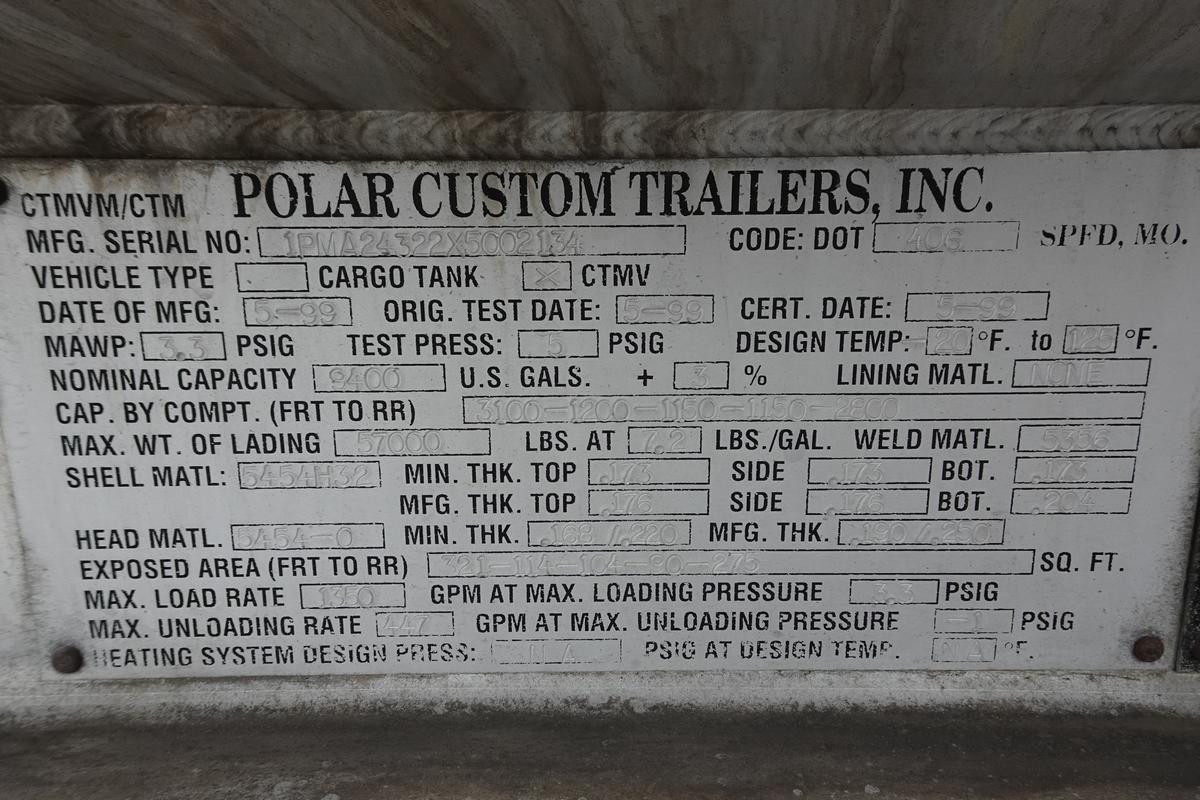 CTMVM/CTM POLAR CUSTOM TRAILERS, INC.
MFG. SERIAL NO: 1PMA24322X5002134 CODE: DOT 406 SPFD, MO.
VEHICLE TYPE CARGO TANK X CTMV
DATE OF MFG: 5-99 ORIG. TEST DATE: 5-99 CERT. DATE: 5-99
MAWP: 3.3 PSIG TEST PRESS: 5 PSIG DESIGN TEMP: -20 °F. to 125 °F.
NOMINAL CAPACITY 9400 U.S. GALS. + 3 % LINING MATL. NONE
CAP. BY COMPT. (FRT TO RR) 3100-1200-1150-1150-2800
MAX. WT. OF LADING 57000 LBS. AT 7.2 LBS./GAL. WELD MATL. 5356
SHELL MATL: 5454H32 MIN. THK. TOP .173 SIDE .173 BOT. .173
MFG. THK. TOP .176 SIDE .176 BOT. .204
HEAD MATL. 5454-0 MIN. THK. .168/.220 MFG. THK. .190/.250
EXPOSED AREA (FRT TO RR) 321-114-104-90-275 SQ. FT.
MAX. LOAD RATE GPM AT MAX. LOADING PRESSURE 3.3 PSIG
MAX. UNLOADING RATE 447 GPM AT MAX. UNLOADING PRESSURE -1 PSIG
HEATING SYSTEM DESIGN PRESS: N A PSIG AT DESIGN TEMP. N A °F.